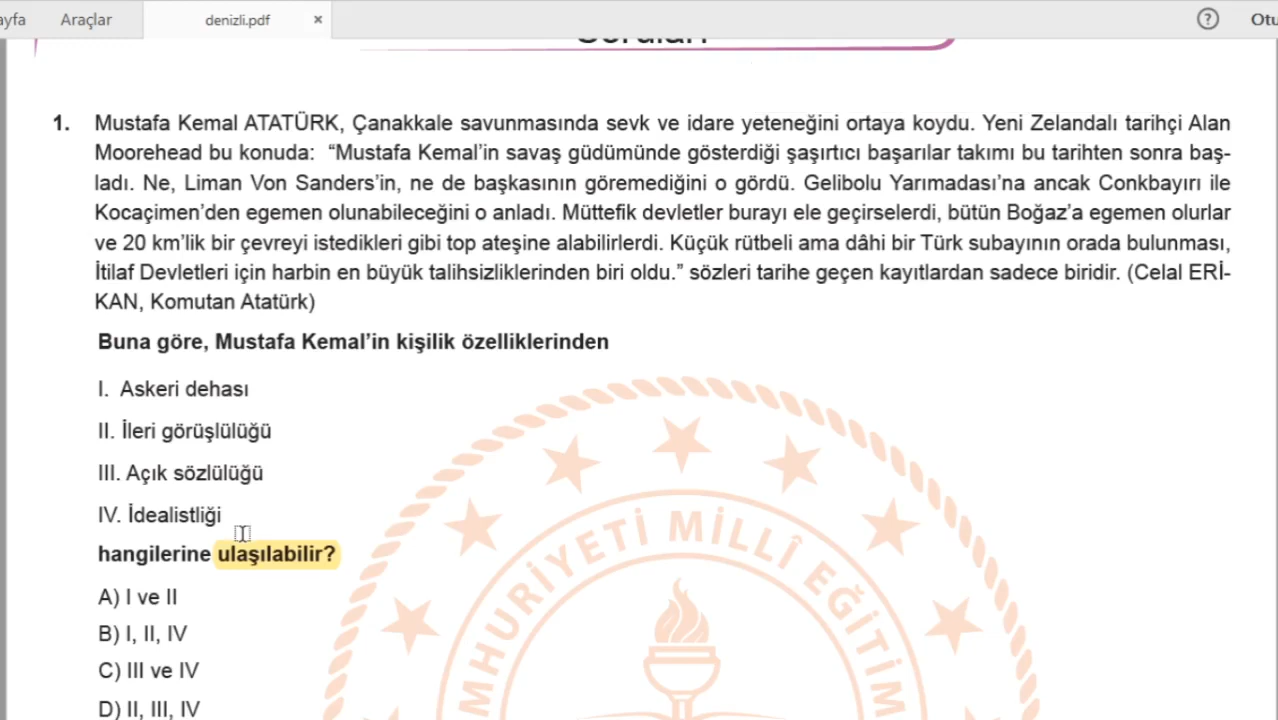 ayfa Araçlar denizli.pdf × ? Otu
Soruları
1. Mustafa Kemal ATATÜRK, Çanakkale savunmasında sevk ve idare yeteneğini ortaya koydu. Yeni Zelandalı tarihçi Alan
Moorehead bu konuda: “Mustafa Kemal’in savaş güdümünde gösterdiği şaşırtıcı başarılar takımı bu tarihten sonra baş-
ladı. Ne, Liman Von Sanders’in, ne de başkasının göremediğini o gördü. Gelibolu Yarımadası’na ancak Conkbayırı ile
Kocaçimen’den egemen olunabileceğini o anladı. Müttefik devletler burayı ele geçirselerdi, bütün Boğaz’a egemen olurlar
ve 20 km’lik bir çevreyi istedikleri gibi top ateşine alabilirlerdi. Küçük rütbeli ama dâhi bir Türk subayının orada bulunması,
İtilaf Devletleri için harbin en büyük talihsizliklerinden biri oldu.” sözleri tarihe geçen kayıtlardan sadece biridir. (Celal ERİ-
KAN, Komutan Atatürk)
Buna göre, Mustafa Kemal’in kişilik özelliklerinden
I. Askeri dehası
II. İleri görüşlülüğü
III. Açık sözlülüğü
IV. İdealistliği
hangilerine ulaşılabilir?
A) I ve II
B) I, II, IV
C) III ve IV
D) II, III, IV
MHURİYETİ MİLLÎ EĞİTİM